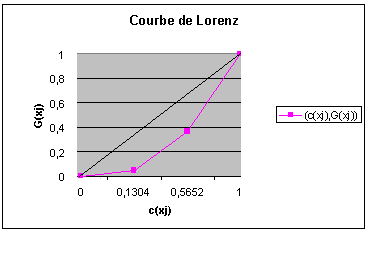 Courbe de Lorenz
1
0,8
0,6
0,4
0,2
0
G(xj)
0 0,1304 0,5652 1
c(xj)
(c(xj),G(xj))